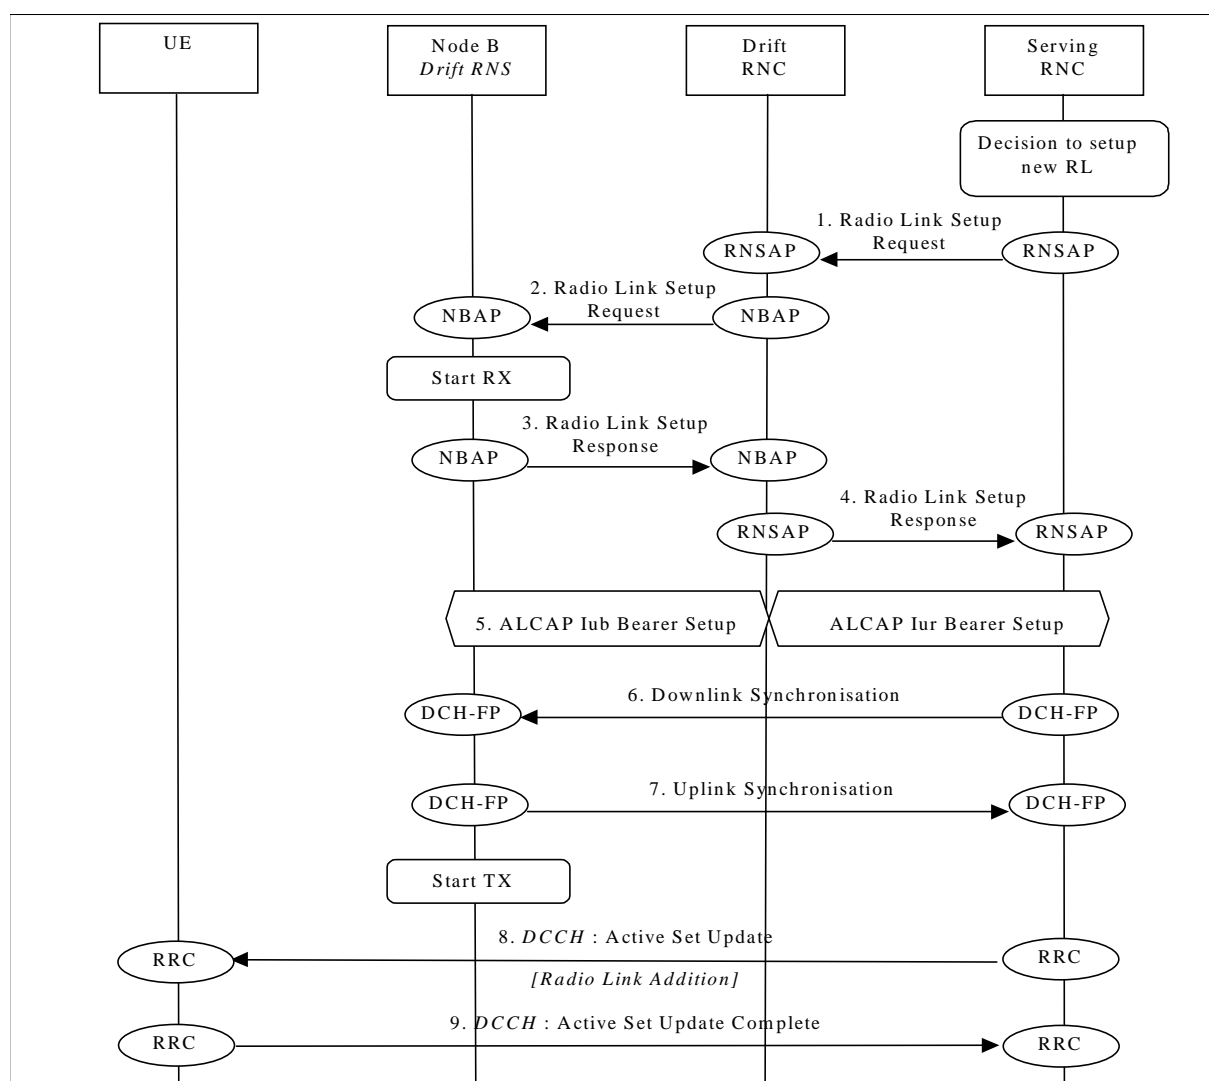 UE
Node B
Drift RNS
Drift
RNC
Serving
RNC
Decision to setup
new RL
1. Radio Link Setup
Request
RNSAP
RNSAP
2. Radio Link Setup
Request
NBAP
NBAP
Start RX
3. Radio Link Setup
Response
NBAP
NBAP
4. Radio Link Setup
Response
RNSAP
RNSAP
5. ALCAP Iub Bearer Setup
ALCAP Iur Bearer Setup
6. Downlink Synchronisation
DCH-FP
DCH-FP
7. Uplink Synchronisation
DCH-FP
DCH-FP
Start TX
8. DCCH : Active Set Update
RRC
RRC
[Radio Link Addition]
9. DCCH : Active Set Update Complete
RRC
RRC